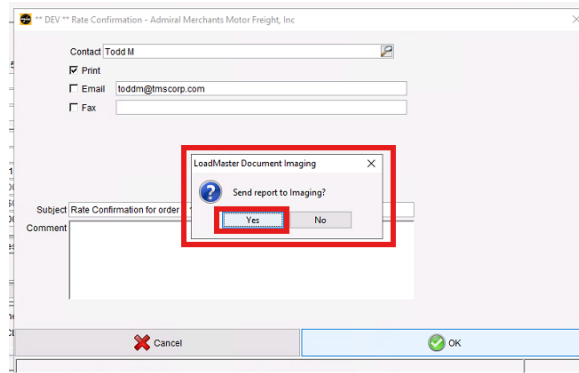 ** DEV ** Rate Confirmation - Admiral Merchants Motor Freight, Inc
Contact Todd M
Print
Email toddm@tmscorp.com
Fax
LoadMaster Document Imaging
Send report to Imaging?
Yes No
Subject Rate Confirmation for order
Comment
Cancel OK